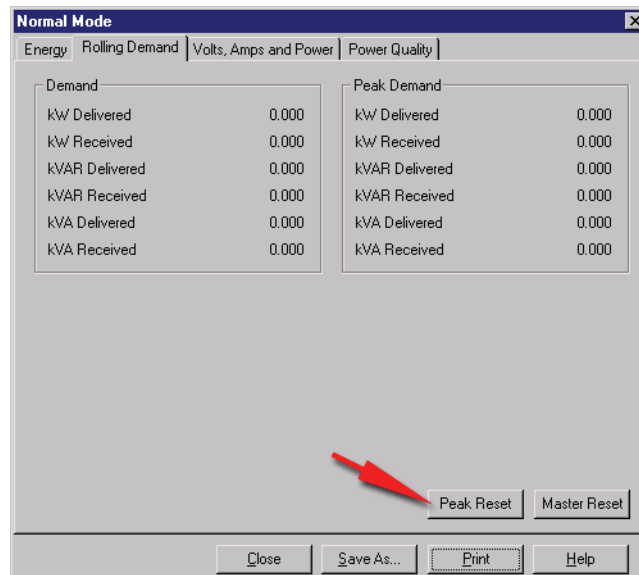 Normal Mode
Energy Rolling Demand Volts, Amps and Power Power Quality
Demand
kW Delivered 0.000
kW Received 0.000
kVAR Delivered 0.000
kVAR Received 0.000
kVA Delivered 0.000
kVA Received 0.000
Peak Demand
kW Delivered 0.000
kW Received 0.000
kVAR Delivered 0.000
kVAR Received 0.000
kVA Delivered 0.000
kVA Received 0.000
Peak Reset Master Reset
Close Save As... Print Help